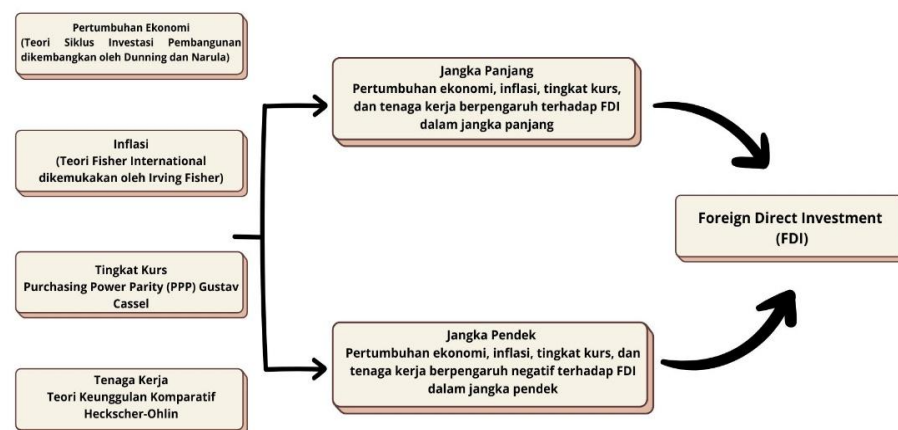 Pertumbuhan Ekonomi
(Teori Siklus Investasi Pembangunan
dikembangkan oleh Dunning dan Narula)
Inflasi
(Teori Fisher International
dikemukakan oleh Irving Fisher)
Tingkat Kurs
Purchasing Power Parity (PPP) Gustav
Cassel
Tenaga Kerja
Teori Keunggulan Komparatif
Heckscher-Ohlin
Jangka Panjang
Pertumbuhan ekonomi, inflasi, tingkat kurs,
dan tenaga kerja berpengaruh terhadap FDI
dalam jangka panjang
Jangka Pendek
Pertumbuhan ekonomi, inflasi, tingkat kurs, dan
tenaga kerja berpengaruh negatif terhadap FDI
dalam jangka pendek
Foreign Direct Investment
(FDI)